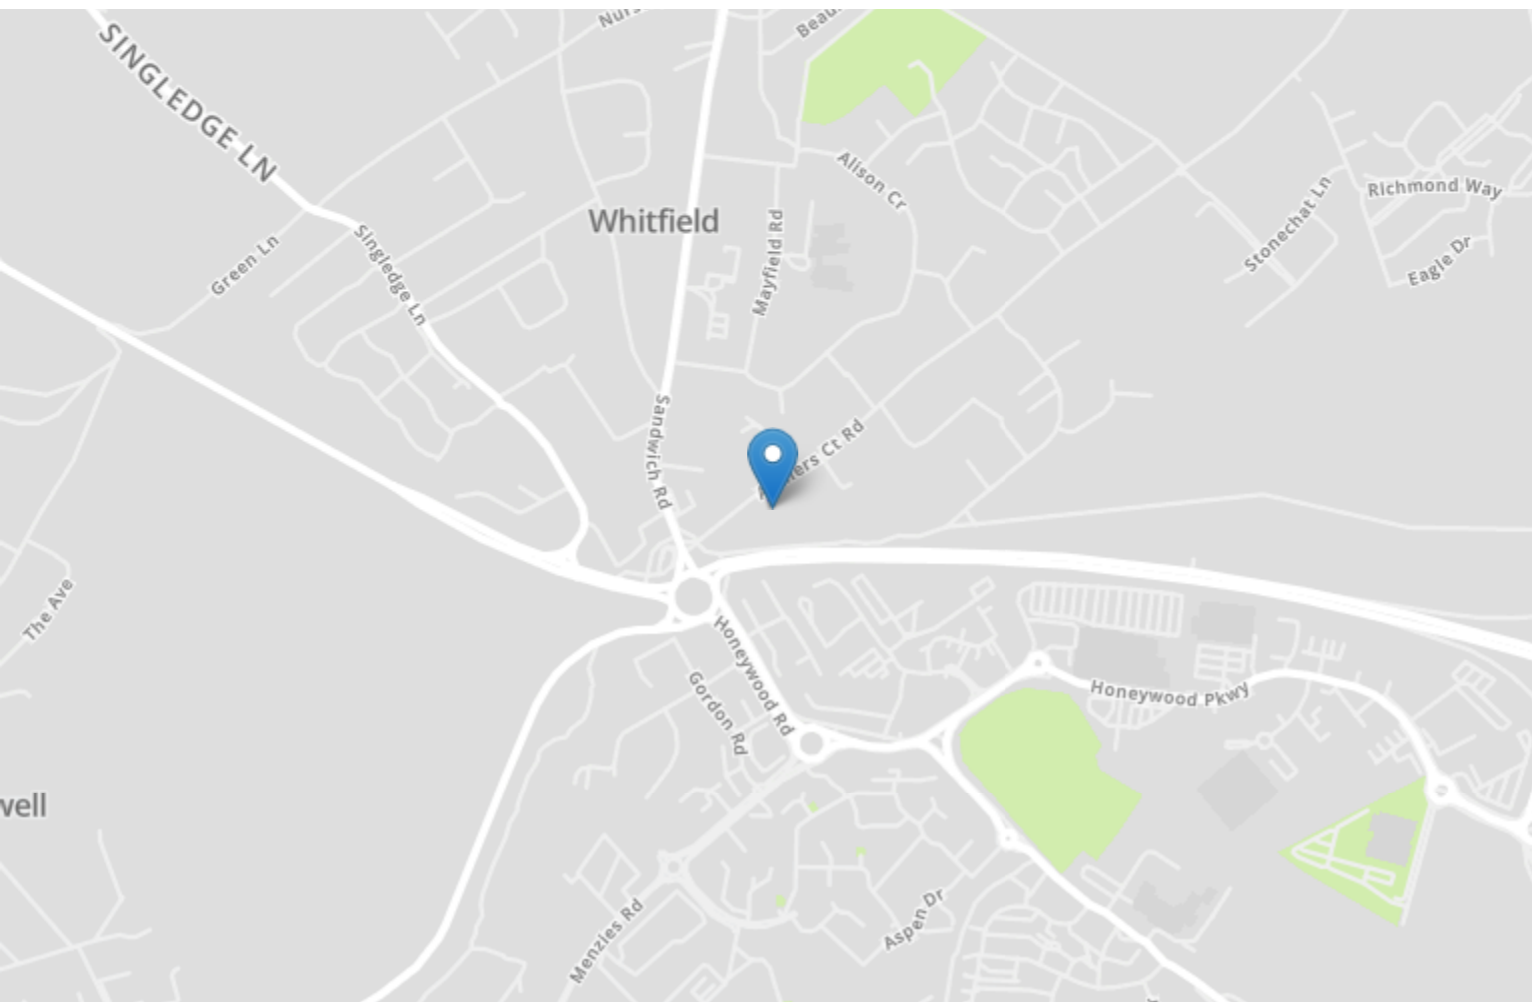 SINGLEDGE LN
Alison Cr
Richmond Way
Whitfield
Mayfield Rd
Stonechat Ln
Green Ln
Singledge Ln
Eagle Dr
Sandwich Rd
Ct Rd
The Ave
Honeywood Rd
Gordon Rd
Honeywood Pkwy
Menzies Rd
Aspen Dr